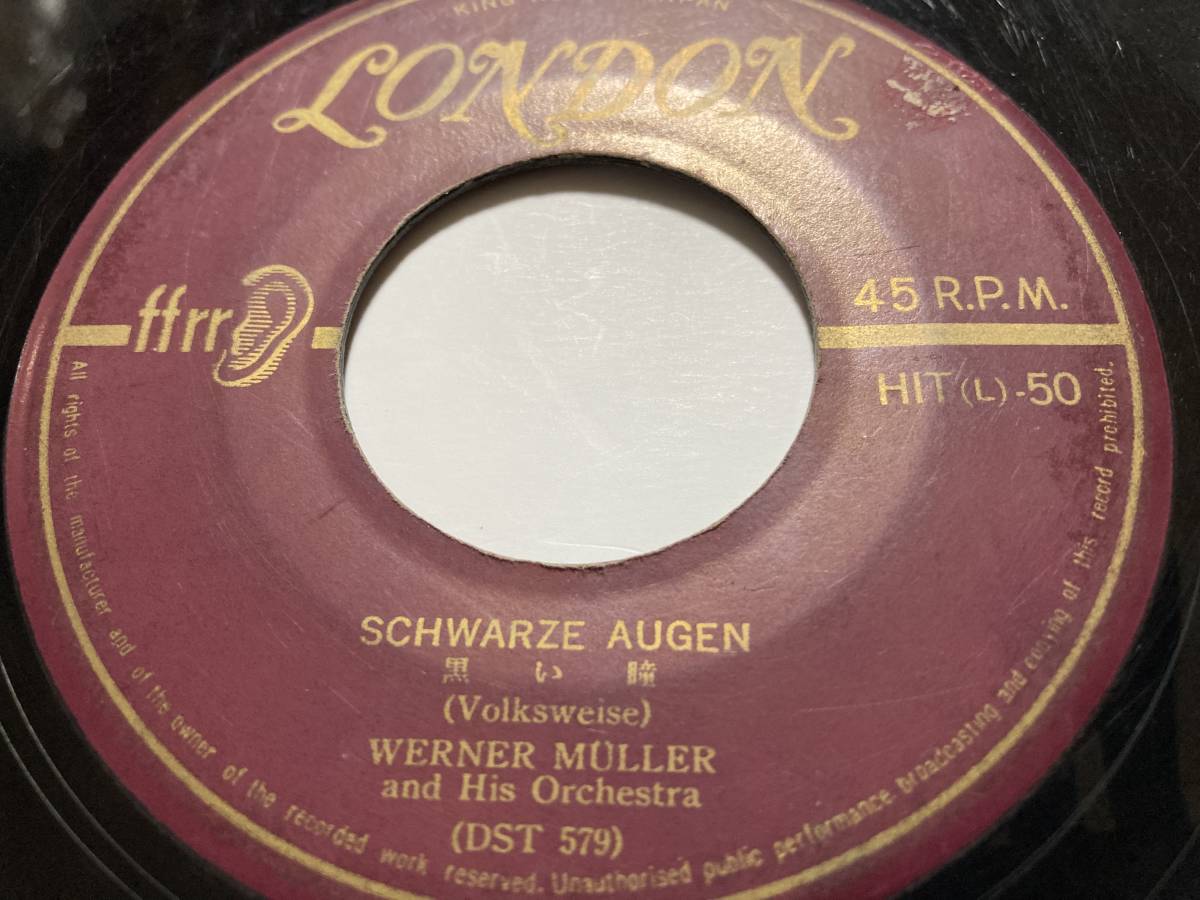 KING
LONDON
ffrr
45 R.P.M.
HIT (L) -50
SCHWARZE AUGEN
黒い瞳
(Volksweise)
WERNER MÜLLER
and His Orchestra
(DST 579)
All rights of the manufacturer and of the owner of the recorded work reserved. Unauthorised public performance broadcasting and copying of this record prohibited.